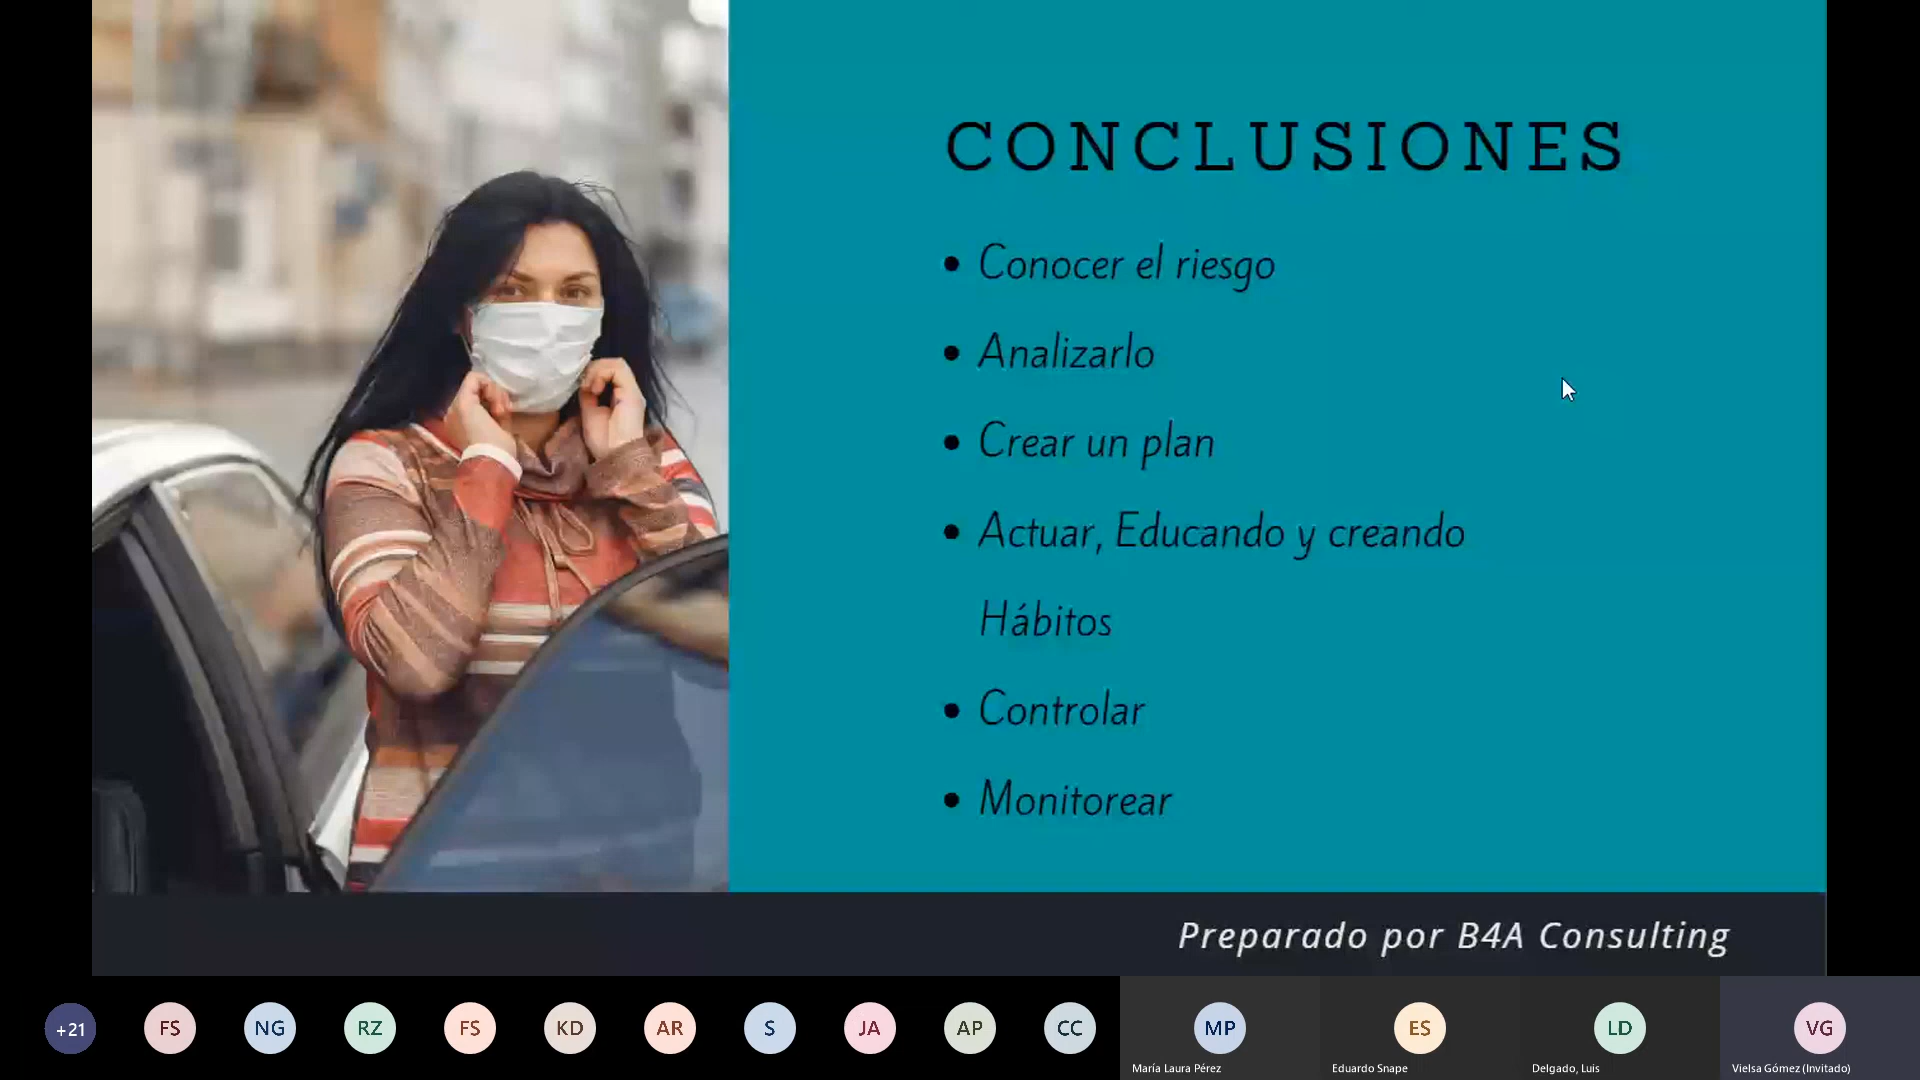 CONCLUSIONES
• Conocer el riesgo
• Analizarlo
• Crear un plan
• Actuar, Educando y creando
Hábitos
• Controlar
• Monitorear
Preparado por B4A Consulting
+21
FS
NG
RZ
FS
KD
AR
S
JA
AP
CC
MP
ES
LD
VG
María Laura Pérez
Eduardo Snape
Delgado, Luis
Vielsa Gómez (Invitado)